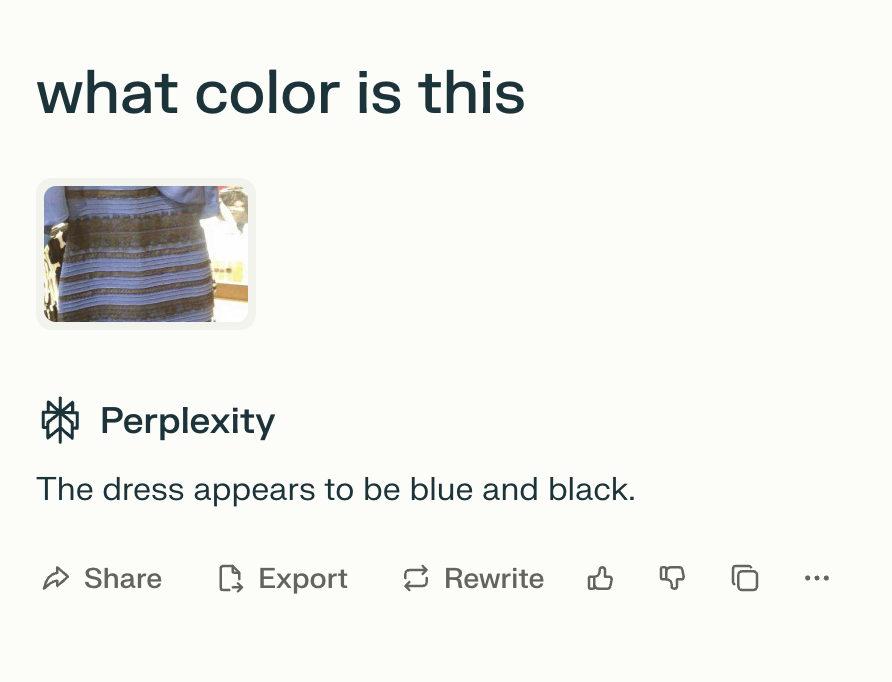 what color is this
Perplexity
The dress appears to be blue and black.
Share Export Rewrite